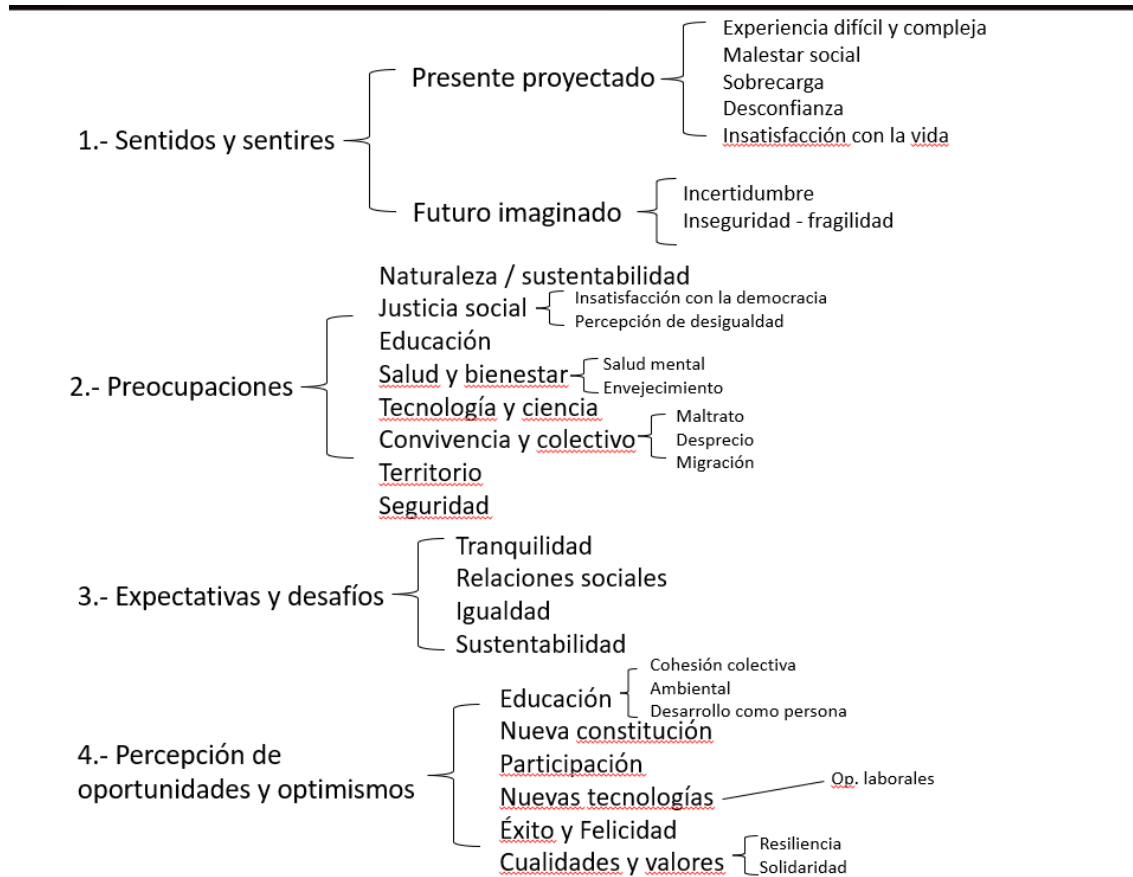 1.- Sentidos y sentires
Presente proyectado
Experiencia difícil y compleja
Malestar social
Sobrecarga
Desconfianza
Insatisfacción con la vida
Futuro imaginado
Incertidumbre
Inseguridad - fragilidad
2.- Preocupaciones
Naturaleza / sustentabilidad
Justicia social
Insatisfacción con la democracia
Percepción de desigualdad
Educación
Salud y bienestar
Salud mental
Envejecimiento
Tecnología y ciencia
Convivencia y colectivo
Maltrato
Desprecio
Migración
Territorio
Seguridad
3.- Expectativas y desafíos
Tranquilidad
Relaciones sociales
Igualdad
Sustentabilidad
4.- Percepción de
oportunidades y optimismos
Educación
Cohesión colectiva
Ambiental
Desarrollo como persona
Nueva constitución
Participación
Nuevas tecnologías
Op. laborales
Éxito y Felicidad
Cualidades y valores
Resiliencia
Solidaridad